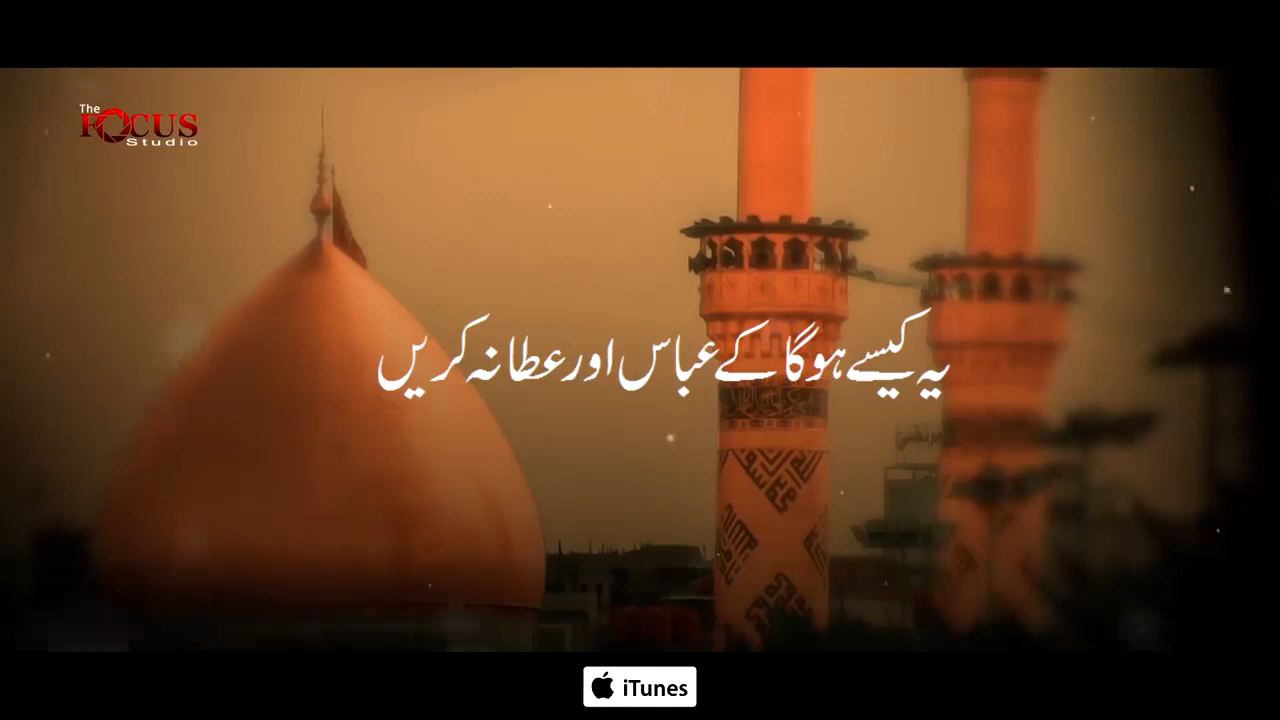 The
FOCUS
Studio
یہ کیسے ہوگا کے عباس اور عطا نہ کریں
iTunes